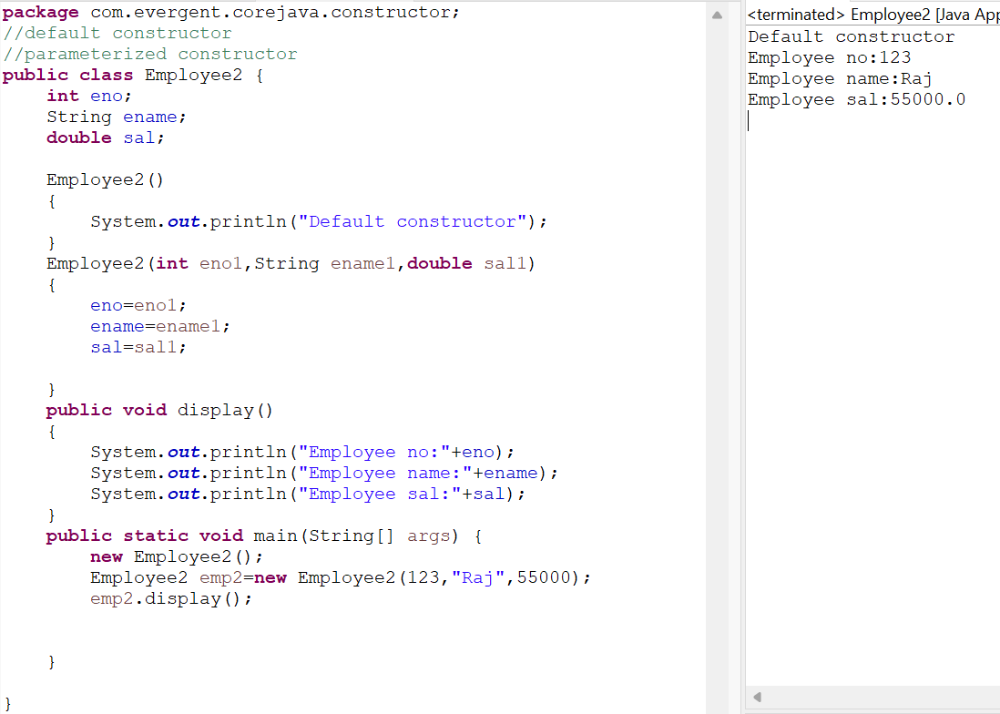 package com.evergent.corejava.constructor;
//default constructor
//parameterized constructor
public class Employee2 {
    int eno;
    String ename;
    double sal;

    Employee2()
    {
        System.out.println("Default constructor");
    }
    Employee2(int eno1,String ename1,double sal1)
    {
        eno=eno1;
        ename=ename1;
        sal=sal1;

    }
    public void display()
    {
        System.out.println("Employee no:"+eno);
        System.out.println("Employee name:"+ename);
        System.out.println("Employee sal:"+sal);
    }
    public static void main(String[] args) {
        new Employee2();
        Employee2 emp2=new Employee2(123,"Raj",55000);
        emp2.display();


    }

}
<terminated> Employee2 [Java App
Default constructor
Employee no:123
Employee name:Raj
Employee sal:55000.0